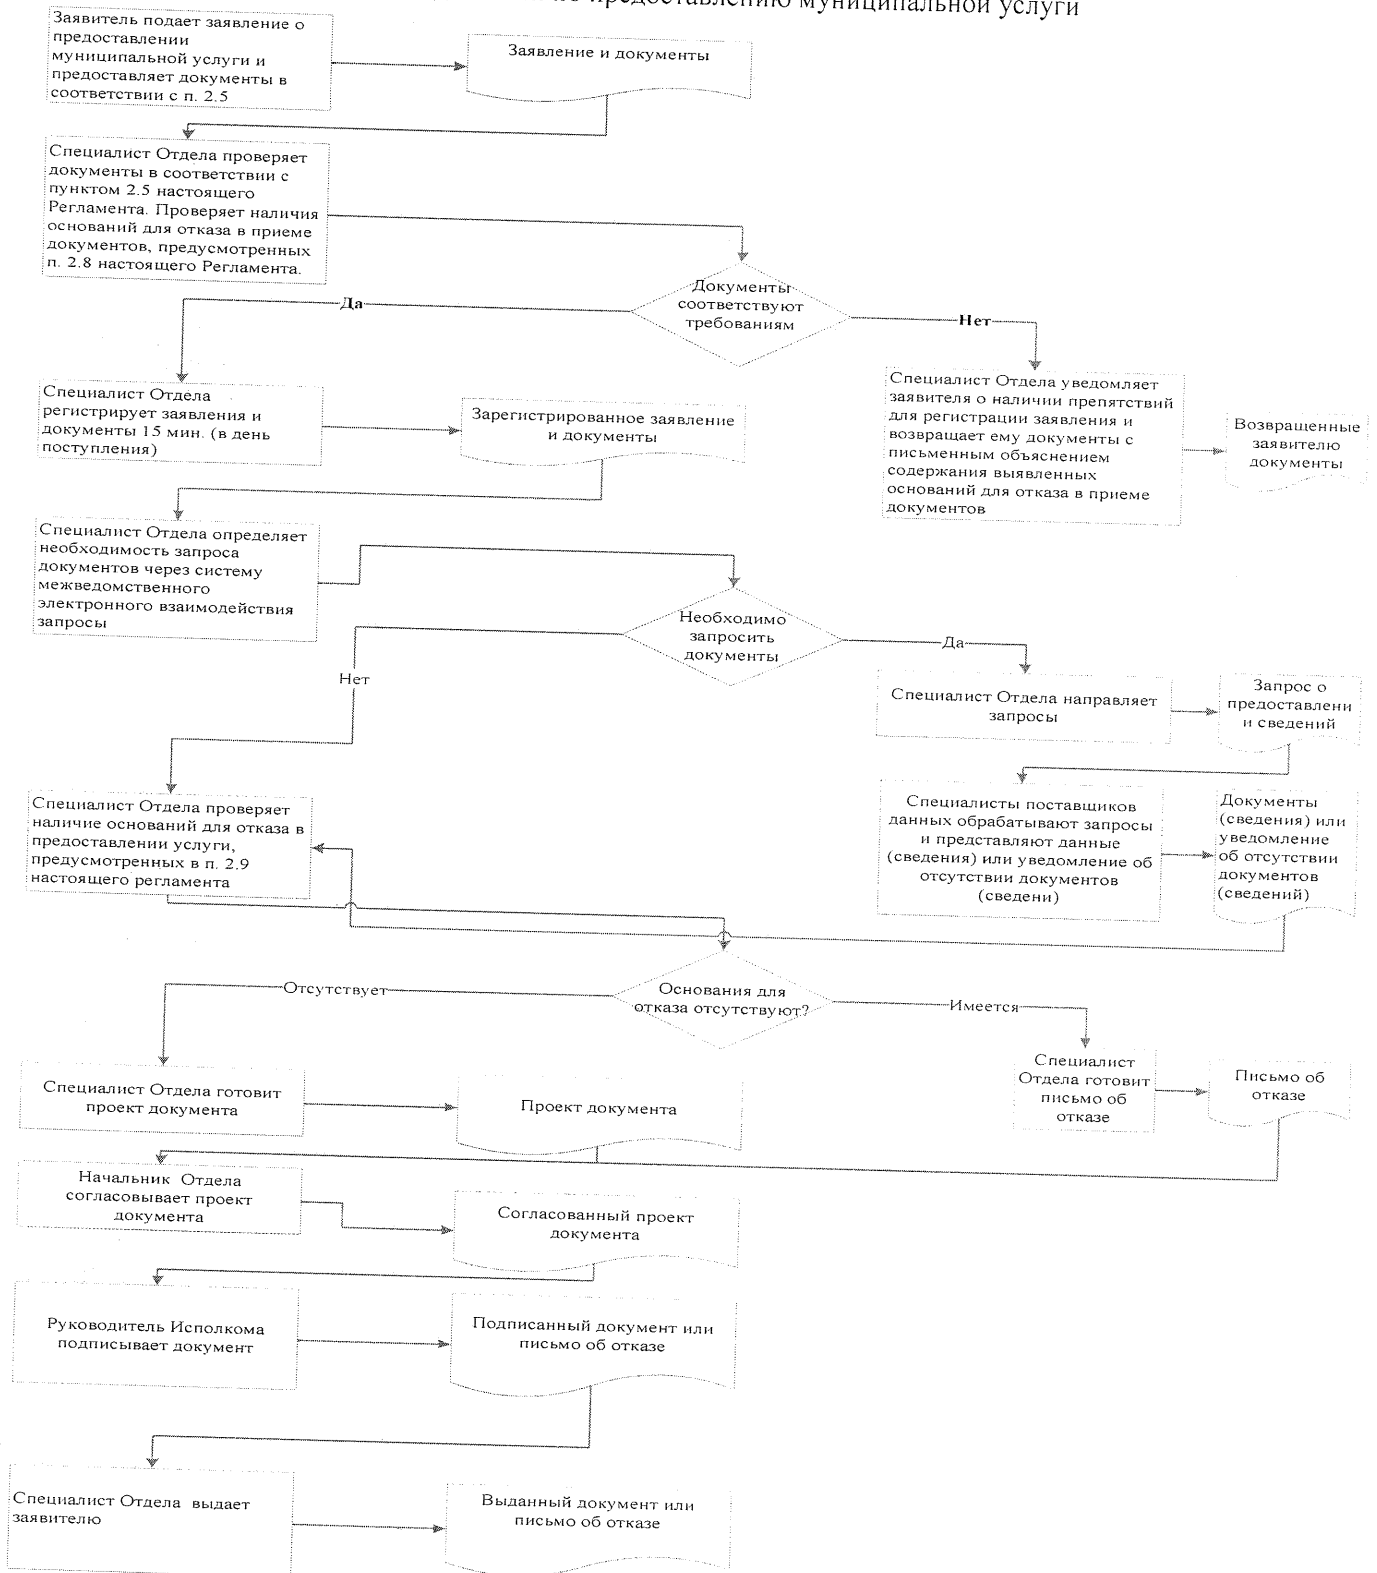 по предоставлению муниципальной услуги
Заявитель подает заявление о
предоставлении
муниципальной услуги и
предоставляет документы в
соответствии с п. 2.5
Заявление и документы
Специалист Отдела проверяет
документы в соответствии с
пунктом 2.5 настоящего
Регламента. Проверяет наличия
оснований для отказа в приеме
документов, предусмотренных
п. 2.8 настоящего Регламента.
Документы
соответствуют
требованиям
Да
Нет
Специалист Отдела
регистрирует заявления и
документы 15 мин. (в день
поступления)
Зарегистрированное заявление
и документы
Специалист Отдела уведомляет
заявителя о наличии препятствий
для регистрации заявления и
возвращает ему документы с
письменным объяснением
содержания выявленных
оснований для отказа в приеме
документов
Возвращенные
заявителю
документы
Специалист Отдела определяет
необходимость запроса
документов через систему
межведомственного
электронного взаимодействия
запросы
Необходимо
запросить
документы
Да
Нет
Специалист Отдела направляет
запросы
Запрос о
предоставлени
и сведений
Специалист Отдела проверяет
наличие оснований для отказа в
предоставлении услуги,
предусмотренных в п. 2.9
настоящего регламента
Специалисты поставщиков
данных обрабатывают запросы
и представляют данные
(сведения) или уведомление об
отсутствии документов
(сведени)
Документы
(сведения) или
уведомление
об отсутствии
документов
(сведений)
Основания для
отказа отсутствуют?
Отсутствует
Имеется
Специалист Отдела готовит
проект документа
Проект документа
Специалист
Отдела готовит
письмо об
отказе
Письмо об
отказе
Начальник Отдела
согласовывает проект
документа
Согласованный проект
документа
Руководитель Исполкома
подписывает документ
Подписанный документ или
письмо об отказе
Специалист Отдела выдает
заявителю
Выданный документ или
письмо об отказе